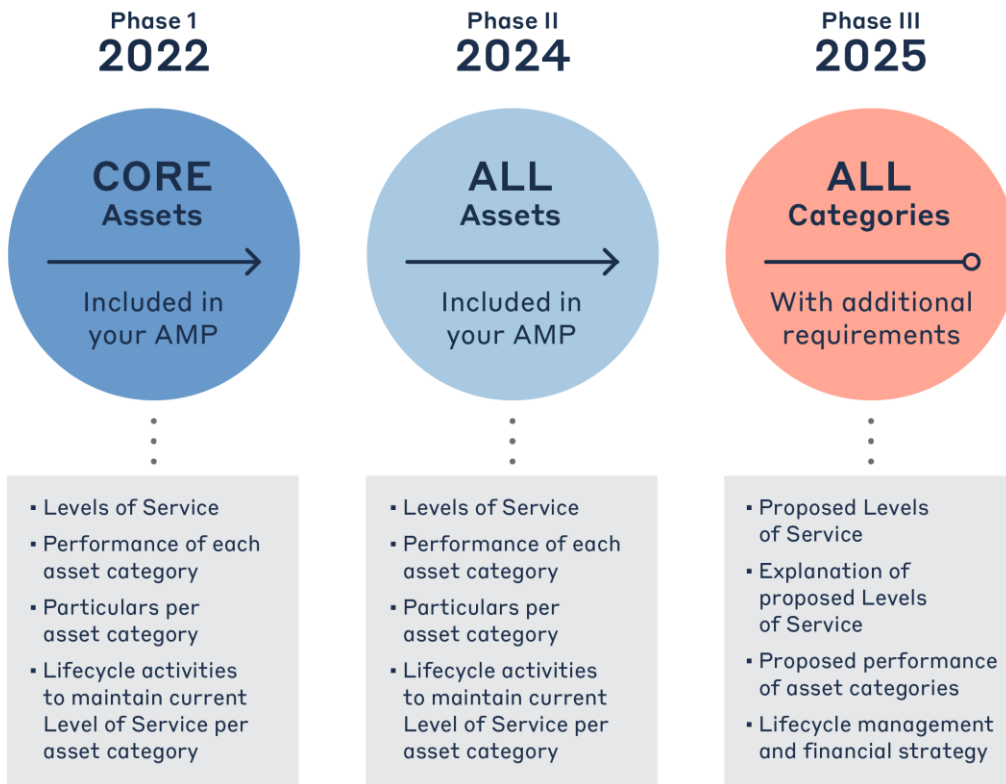 Phase 1
2022
CORE
Assets
Included in
your AMP
▪ Levels of Service
▪ Performance of each
asset category
▪ Particulars per
asset category
▪ Lifecycle activities
to maintain current
Level of Service per
asset category
Phase II
2024
ALL
Assets
Included in
your AMP
▪ Levels of Service
▪ Performance of each
asset category
▪ Particulars per
asset category
▪ Lifecycle activities
to maintain current
Level of Service per
asset category
Phase III
2025
ALL
Categories
With additional
requirements
▪ Proposed Levels
of Service
▪ Explanation of
proposed Levels
of Service
▪ Proposed performance
of asset categories
▪ Lifecycle management
and financial strategy